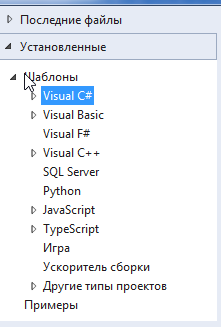 Последние файлы
Установленные
Шаблоны
Visual C#
Visual Basic
Visual F#
Visual C++
SQL Server
Python
JavaScript
TypeScript
Игра
Ускоритель сборки
Другие типы проектов
Примеры